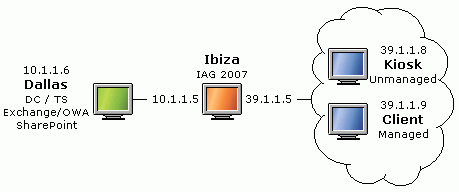 10.1.1.6
Dallas
DC / TS
Exchange/OWA
SharePoint
10.1.1.5
Ibiza
IAG 2007
39.1.1.5
39.1.1.8
Kiosk
Unmanaged
39.1.1.9
Client
Managed